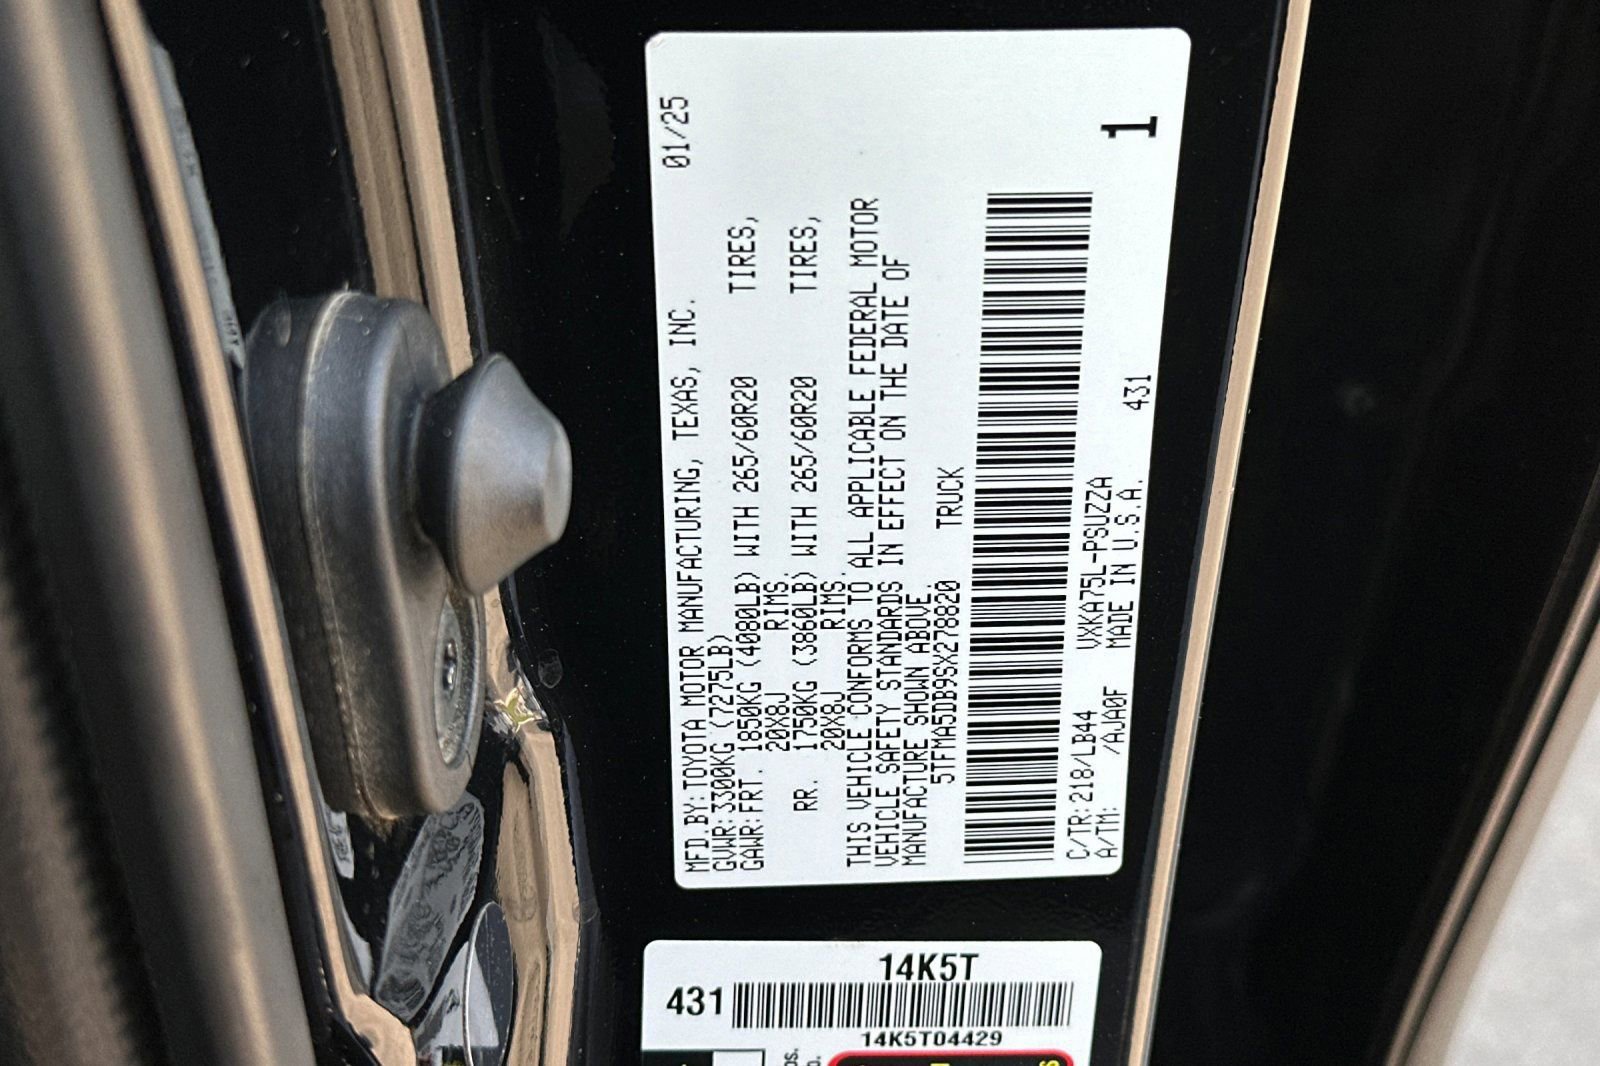 MFD.BY:TOYOTA MOTOR MANUFACTURING, TEXAS, INC. 01/25
GVWR:3300KG (7275LB)
GAWR:FRT. 1850KG (4080LB) WITH 265/60R20 TIRES,
20X8J RIMS.
RR. 1750KG (3860LB) WITH 265/60R20 TIRES,
20X8J RIMS.
THIS VEHICLE CONFORMS TO ALL APPLICABLE FEDERAL MOTOR
VEHICLE SAFETY STANDARDS IN EFFECT ON THE DATE OF
MANUFACTURE SHOWN ABOVE.
5TFMA5DB9SX278820 TRUCK
C/TR:218/LB44 VXKA75L-PSUZZA
A/TM: /AJA0F MADE IN U.S.A. 431
1
14K5T
431
14K5T04429